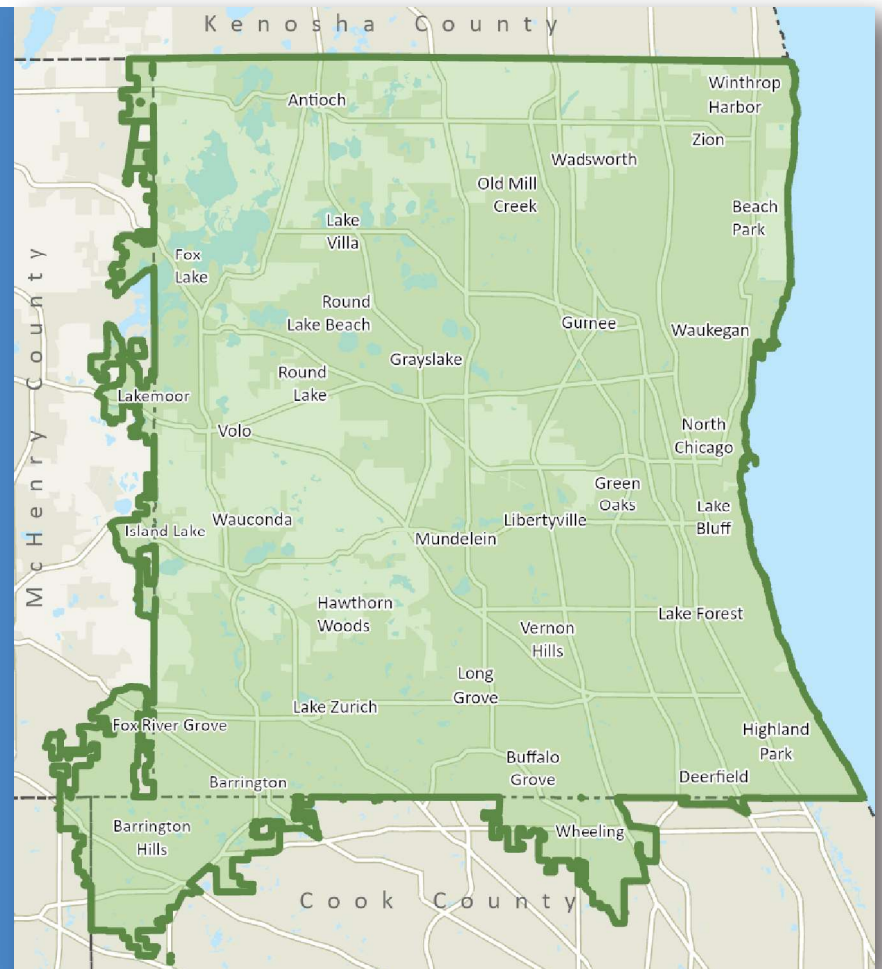 Kenosha County
Winthrop
Harbor
Antioch
Zion
Wadsworth
Old Mill
Creek
Beach
Park
Lake
Villa
Fox
Lake
McHenry County
Round
Lake Beach
Gurnee
Waukegan
Grayslake
Round
Lake
Lakemoor
Volo
North
Chicago
Green
Oaks
Lake
Bluff
Wauconda
Libertyville
Island Lake
Mundelein
Hawthorn
Woods
Lake Forest
Vernon
Hills
Long
Grove
Lake Zurich
Fox River Grove
Highland
Park
Buffalo
Grove
Deerfield
Barrington
Barrington
Hills
Wheeling
Cook County